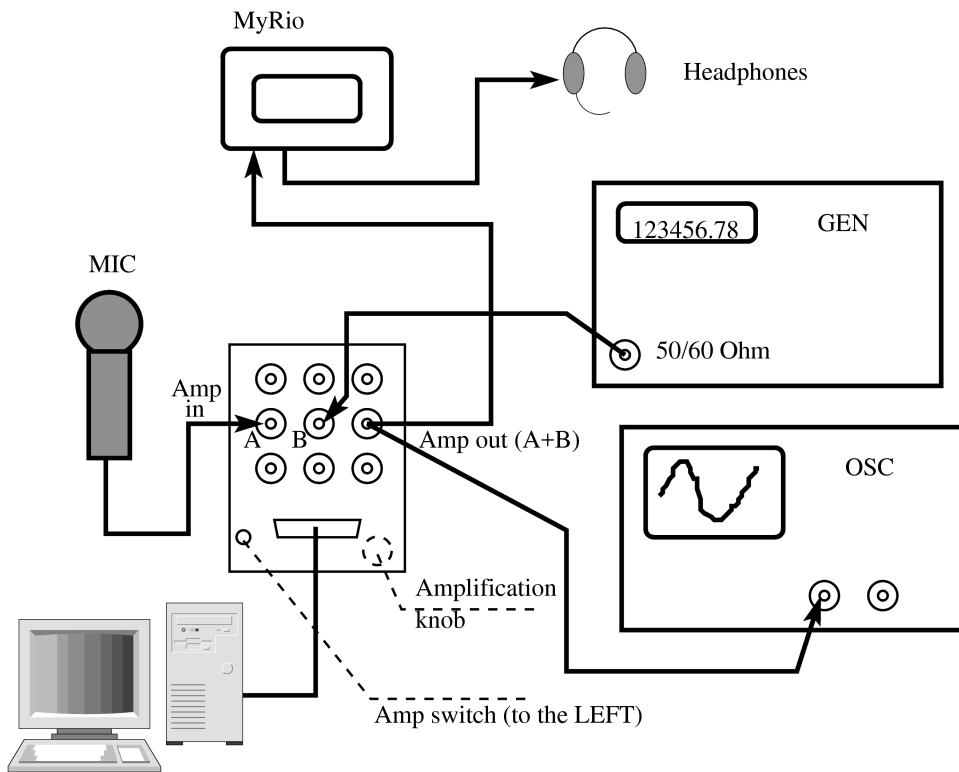 MyRio
Headphones
123456.78
GEN
MIC
50/60 Ohm
Amp
in
A
B
Amp out (A+B)
OSC
Amplification
knob
Amp switch (to the LEFT)